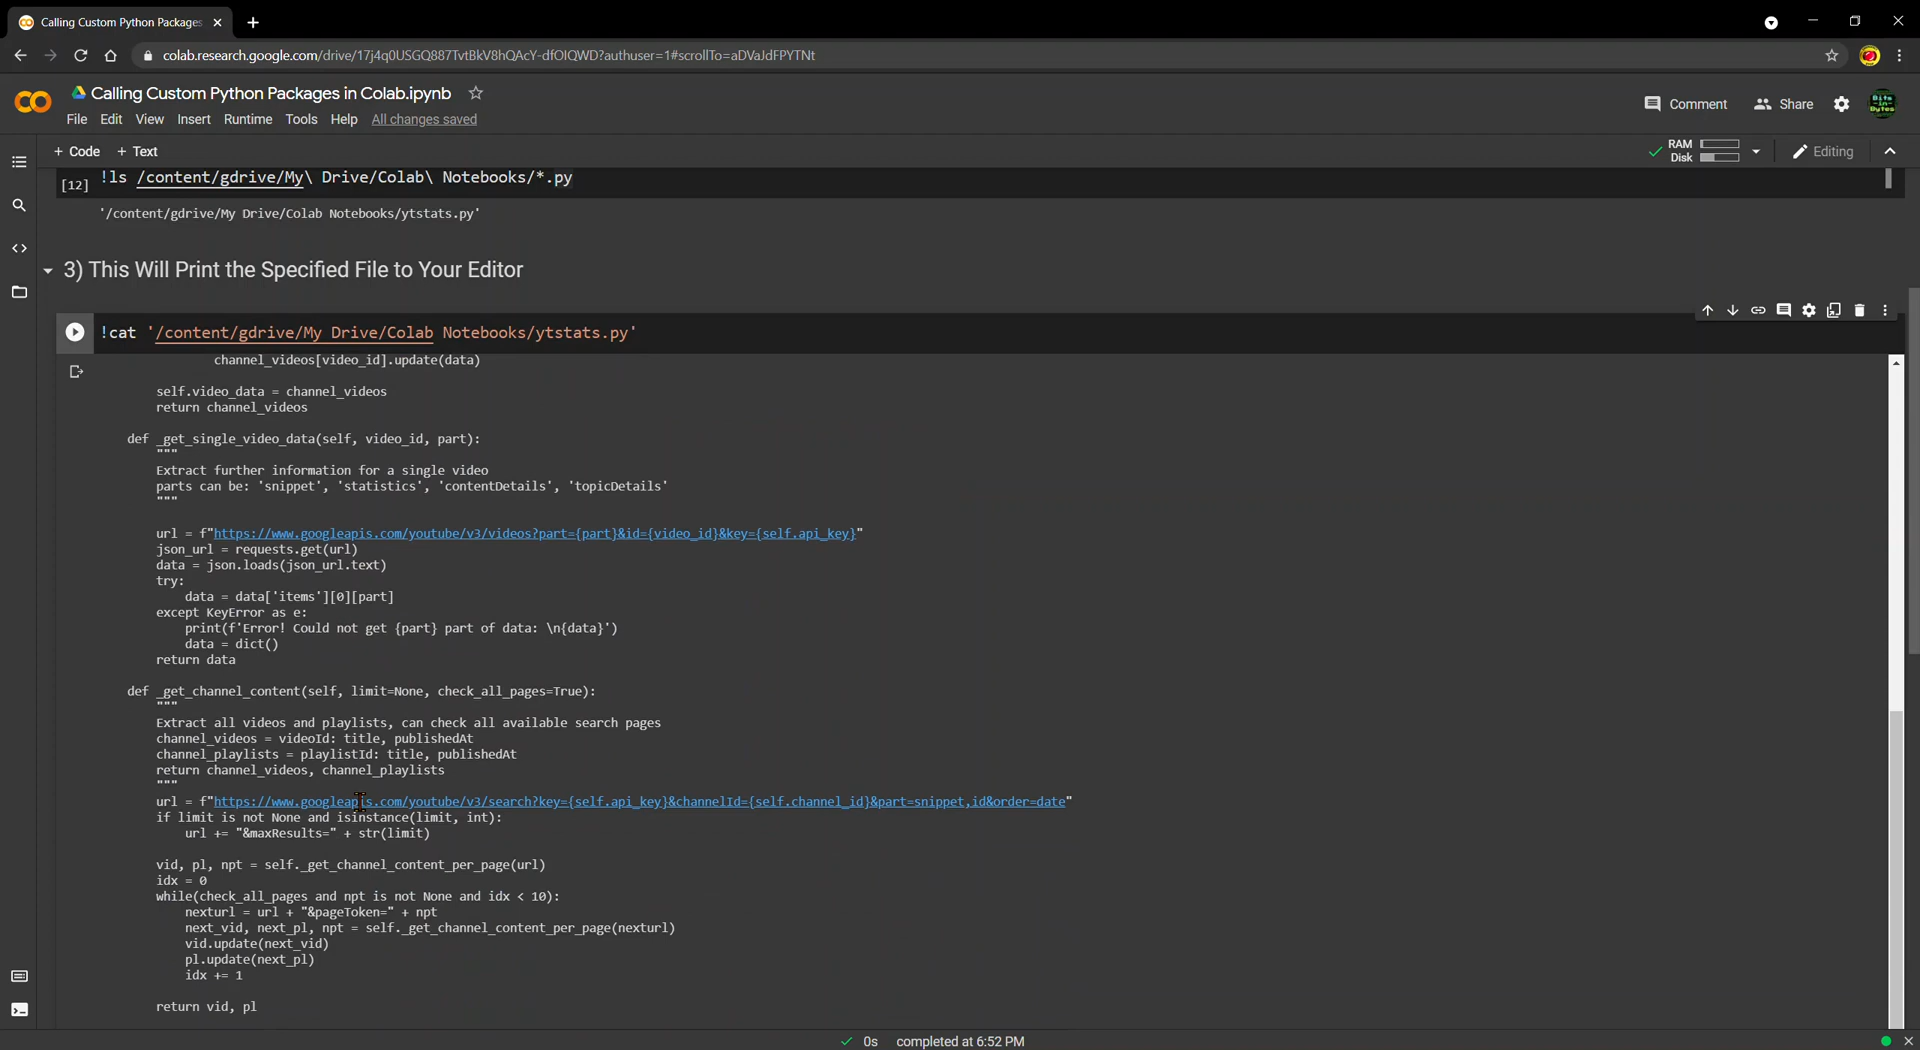 Calling Custom Python Packages
colab.research.google.com/drive/17j4q0USGQ887TvtBkV8hQAcY-dfOIQWD?authuser=1#scrollTo=aDVaJdFPYTNt
Calling Custom Python Packages in Colab.ipynb
Comment Share
File Edit View Insert Runtime Tools Help All changes saved
+ Code + Text
RAM
Disk
Editing
[12] !ls /content/gdrive/My\ Drive/Colab\ Notebooks/*.py
'/content/gdrive/My Drive/Colab Notebooks/ytstats.py'
3) This Will Print the Specified File to Your Editor
!cat '/content/gdrive/My Drive/Colab Notebooks/ytstats.py'
channel_videos[video_id].update(data)
self.video_data = channel_videos
return channel_videos
def _get_single_video_data(self, video_id, part):
"""
Extract further information for a single video
parts can be: 'snippet', 'statistics', 'contentDetails', 'topicDetails'
"""
url = f"https://www.googleapis.com/youtube/v3/videos?part={part}&id={video_id}&key={self.api_key}"
json_url = requests.get(url)
data = json.loads(json_url.text)
try:
data = data['items'][0][part]
except KeyError as e:
print(f'Error! Could not get {part} part of data: \n{data}')
data = dict()
return data
def _get_channel_content(self, limit=None, check_all_pages=True):
"""
Extract all videos and playlists, can check all available search pages
channel_videos = videoId: title, publishedAt
channel_playlists = playlistId: title, publishedAt
return channel_videos, channel_playlists
"""
url = f"https://www.googleapis.com/youtube/v3/search?key={self.api_key}&channelId={self.channel_id}&part=snippet,id&order=date"
if limit is not None and isinstance(limit, int):
url += "&maxResults=" + str(limit)
vid, pl, npt = self._get_channel_content_per_page(url)
idx = 0
while(check_all_pages and npt is not None and idx < 10):
nexturl = url + "&pageToken=" + npt
next_vid, next_pl, npt = self._get_channel_content_per_page(nexturl)
vid.update(next_vid)
pl.update(next_pl)
idx += 1
return vid, pl
0s completed at 6:52 PM